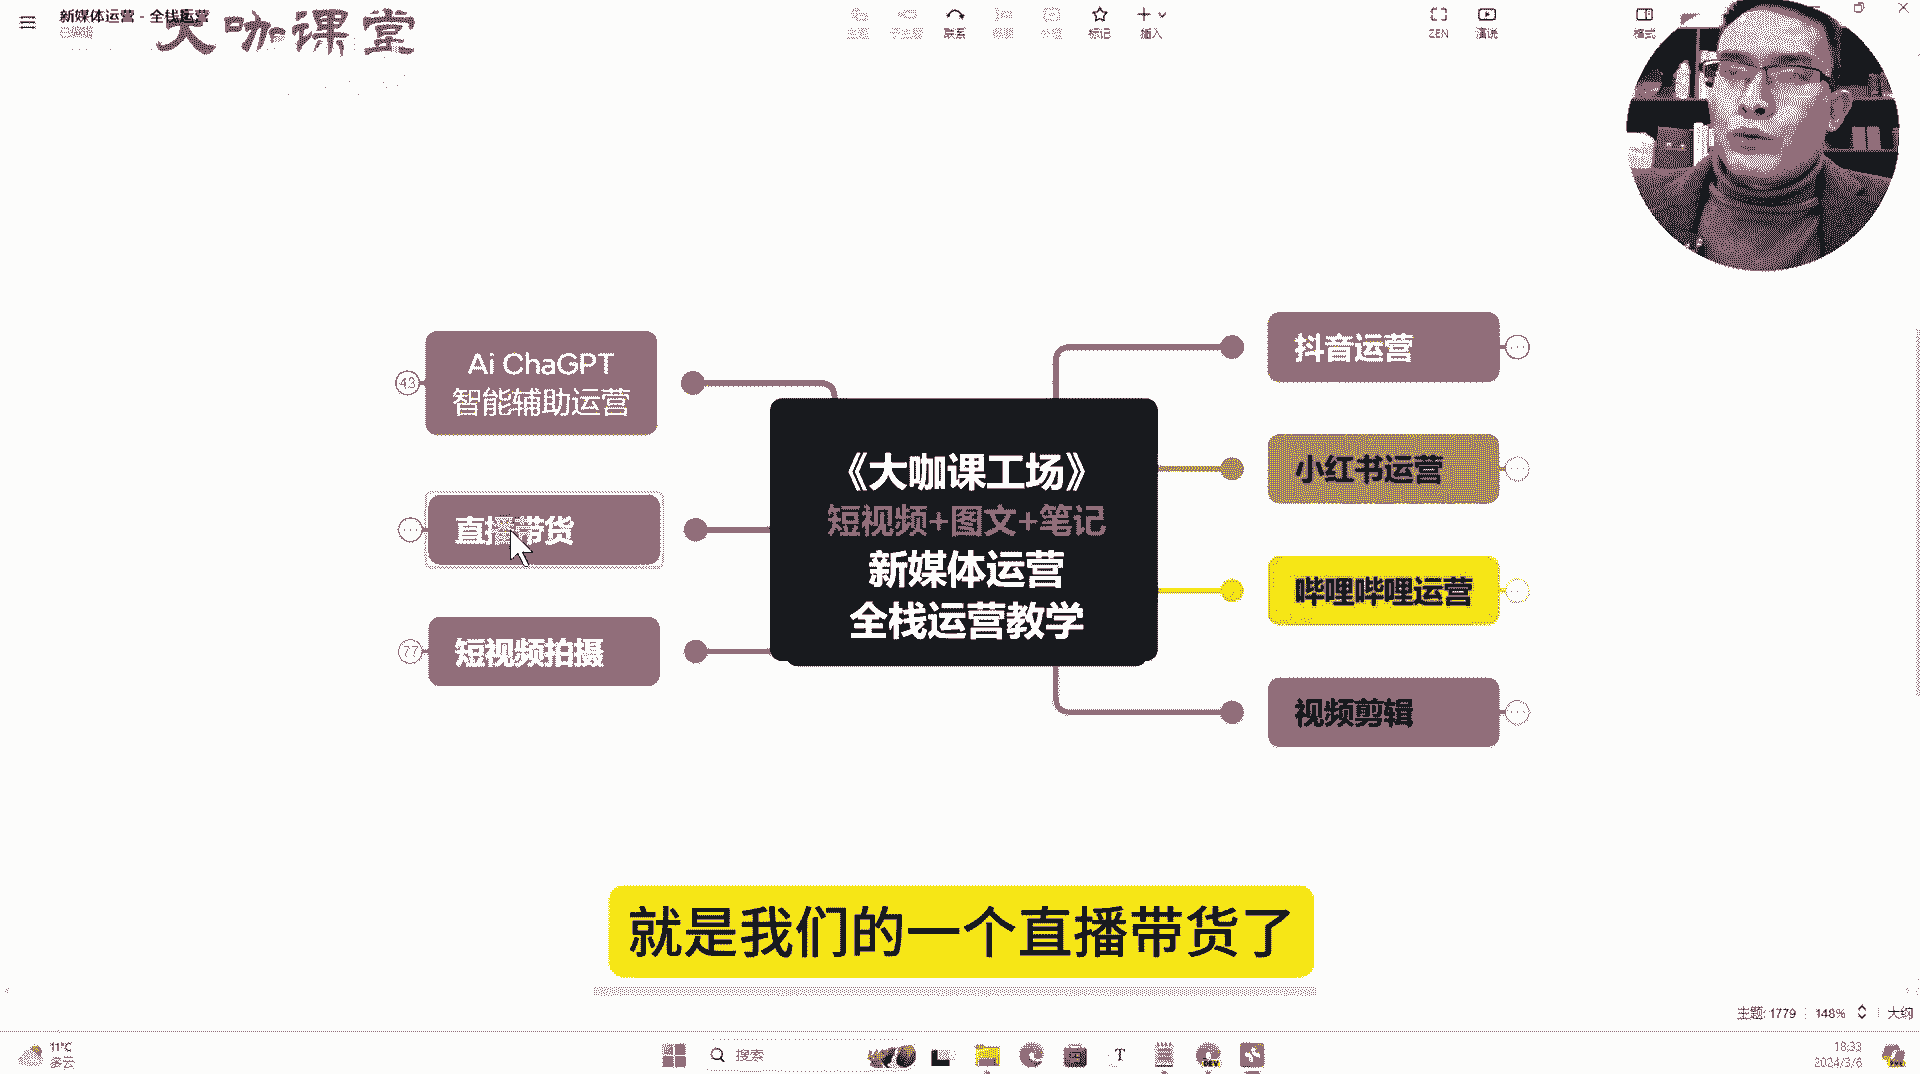 新媒体运营 - 全栈运营
大咖课堂
联系
标记
插入
ZEN
演说
格式
Ai ChaGPT
智能辅助运营
43
直播带货
短视频拍摄
77
《大咖课工场》
短视频+图文+笔记
新媒体运营
全栈运营教学
抖音运营
小红书运营
哔哩哔哩运营
视频剪辑
就是我们的一个直播带货了
主题: 1779
148%
大纲
11°C
多云
搜索
18:33
2024/3/6